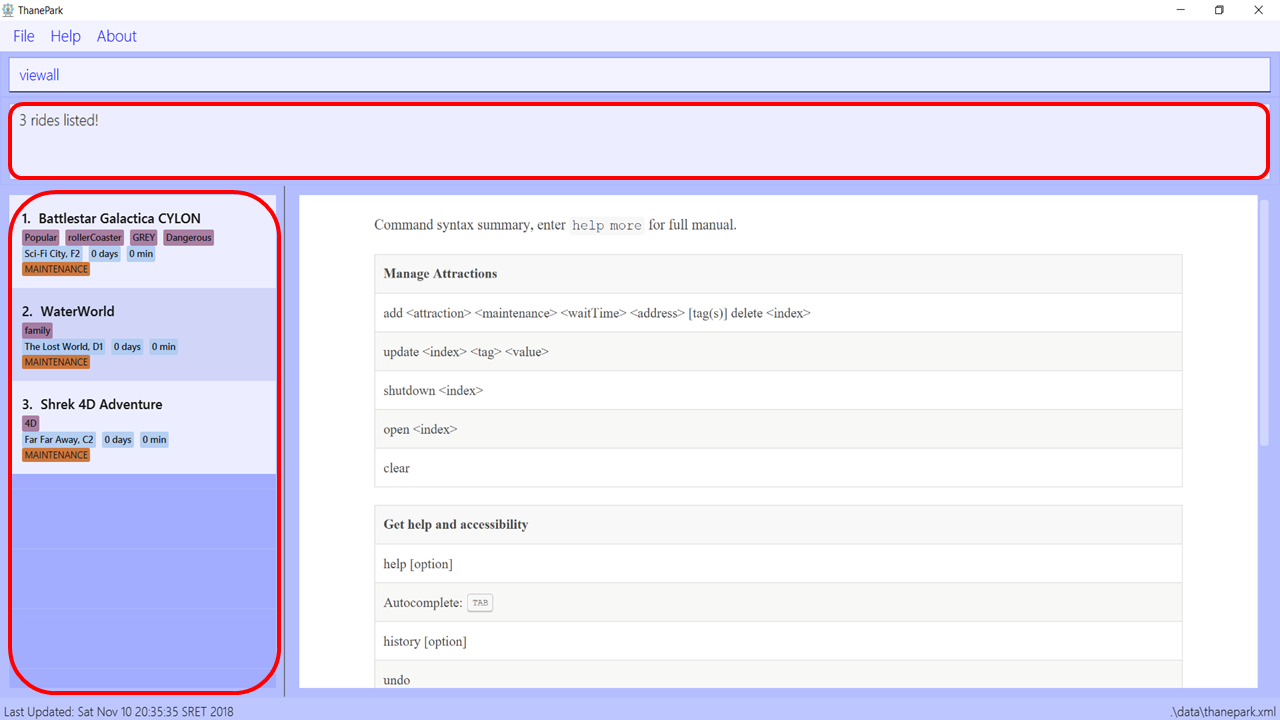 ThanePark
File Help About
viewall
3 rides listed!
1. Battlestar Galactica CYLON
Popular rollerCoaster GREY Dangerous
Sci-Fi City, F2 0 days 0 min
MAINTENANCE
2. WaterWorld
family
The Lost World, D1 0 days 0 min
MAINTENANCE
3. Shrek 4D Adventure
4D
Far Far Away, C2 0 days 0 min
MAINTENANCE
Command syntax summary, enter help more for full manual.
Manage Attractions
add <attraction> <maintenance> <waitTime> <address> [tag(s)] delete <index>
update <index> <tag> <value>
shutdown <index>
open <index>
clear
Get help and accessibility
help [option]
Autocomplete: TAB
history [option]
undo
Last Updated: Sat Nov 10 20:35:35 SRET 2018
.\data\thanepark.xml